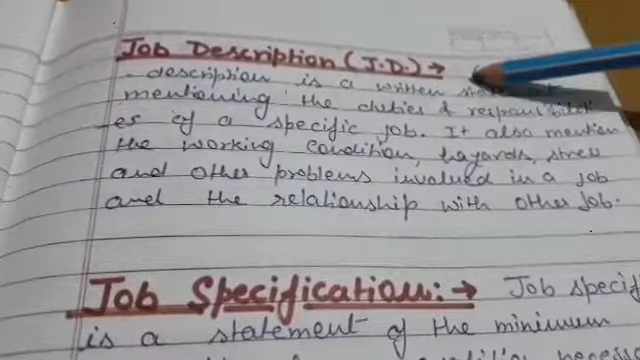 Job Description (J.D.) →
- description is a written
mentioning the duties & responsibiliti
es of a specific job. It also mention
the working condition, hazards, stress
and other problems involved in a job
and the relationship with other job.
Job Specification: → Job specif
is a statement of the minimum